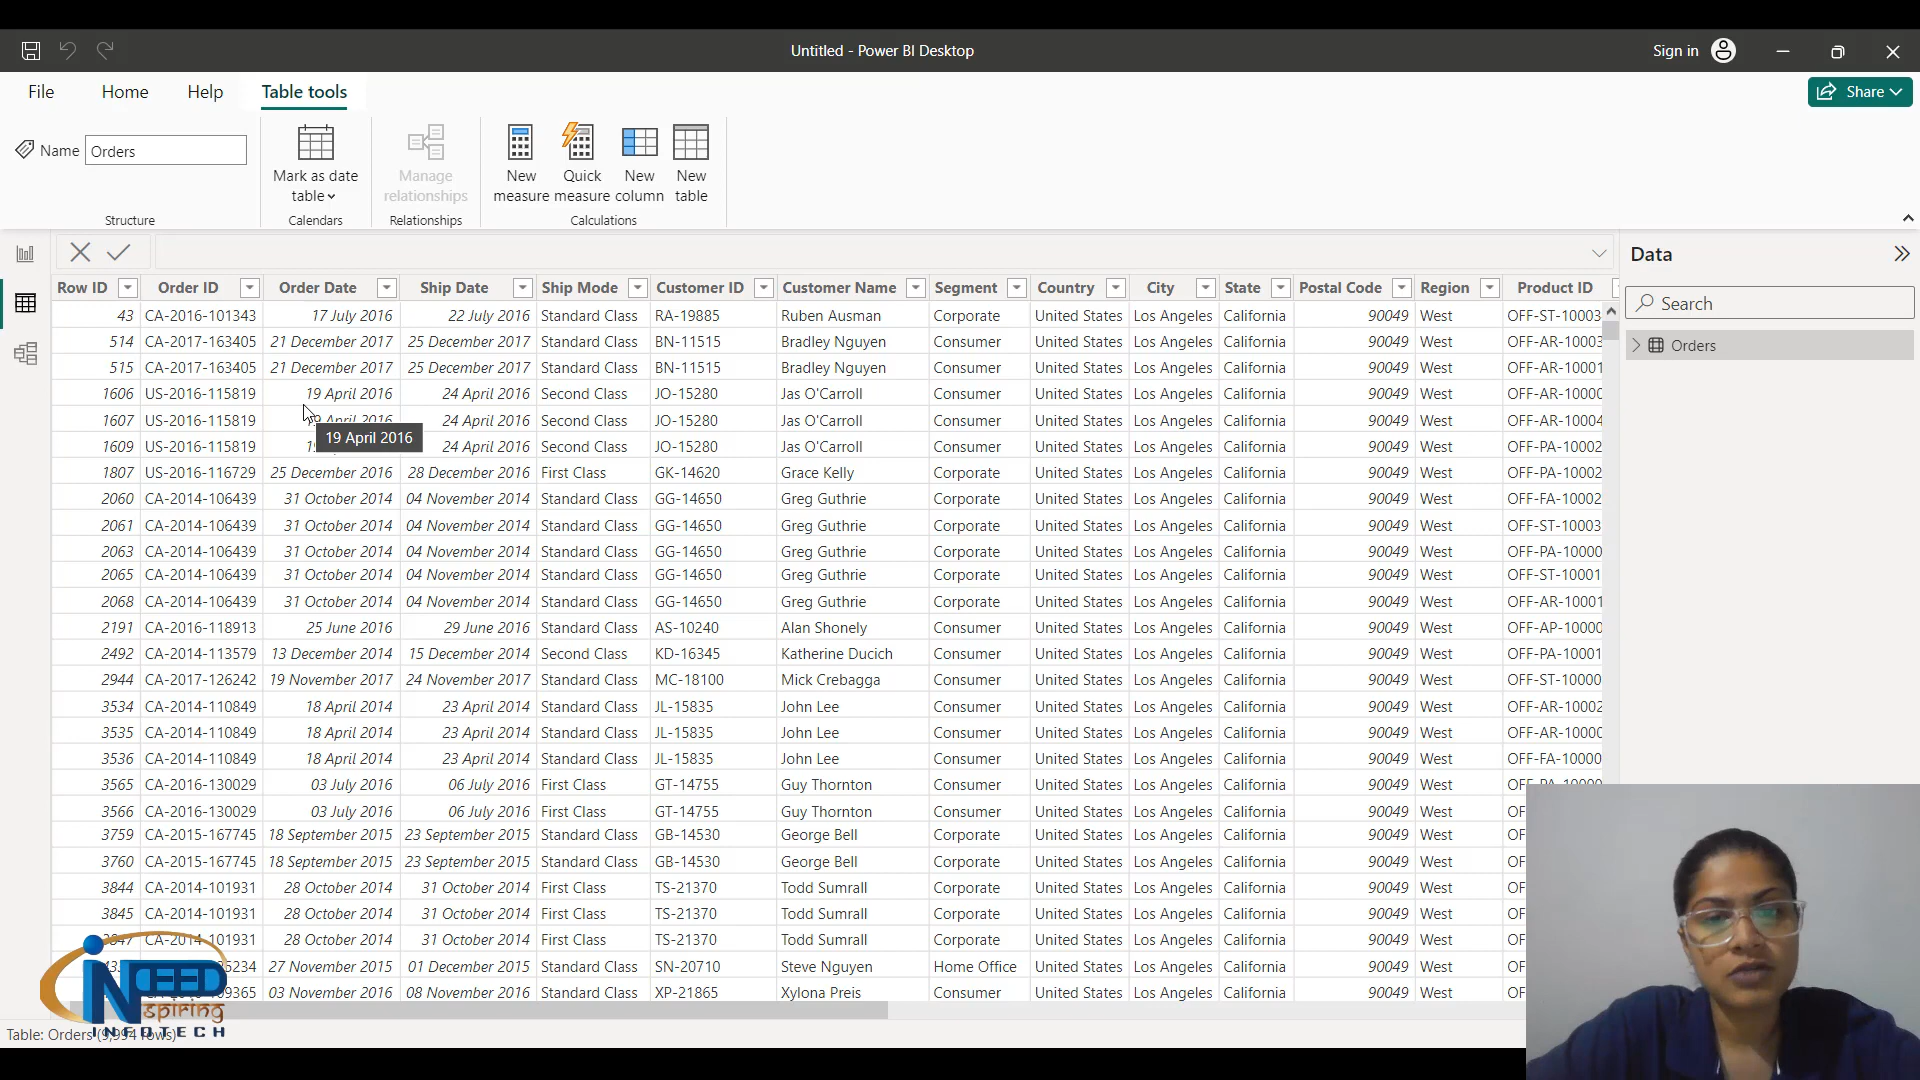 Untitled - Power BI Desktop
Sign in
File Home Help Table tools
Share
Name Orders
Mark as date table
Manage relationships
New measure
Quick measure
New column
New table
Structure Calendars Relationships Calculations
Data
Search
Orders
Row ID Order ID Order Date Ship Date Ship Mode Customer ID Customer Name Segment Country City State Postal Code Region Product ID
43 CA-2016-101343 17 July 2016 22 July 2016 Standard Class RA-19885 Ruben Ausman Corporate United States Los Angeles California 90049 West OFF-ST-10003
514 CA-2017-163405 21 December 2017 25 December 2017 Standard Class BN-11515 Bradley Nguyen Consumer United States Los Angeles California 90049 West OFF-AR-10003
515 CA-2017-163405 21 December 2017 25 December 2017 Standard Class BN-11515 Bradley Nguyen Consumer United States Los Angeles California 90049 West OFF-AR-10001
1606 US-2016-115819 19 April 2016 24 April 2016 Second Class JO-15280 Jas O'Carroll Consumer United States Los Angeles California 90049 West OFF-AR-10000
1607 US-2016-115819 April 2016 24 April 2016 Second Class JO-15280 Jas O'Carroll Consumer United States Los Angeles California 90049 West OFF-AR-10004
19 April 2016
1609 US-2016-115819 24 April 2016 Second Class JO-15280 Jas O'Carroll Consumer United States Los Angeles California 90049 West OFF-PA-10002
1807 US-2016-116729 25 December 2016 28 December 2016 First Class GK-14620 Grace Kelly Corporate United States Los Angeles California 90049 West OFF-PA-10002
2060 CA-2014-106439 31 October 2014 04 November 2014 Standard Class GG-14650 Greg Guthrie Corporate United States Los Angeles California 90049 West OFF-FA-10002
2061 CA-2014-106439 31 October 2014 04 November 2014 Standard Class GG-14650 Greg Guthrie Corporate United States Los Angeles California 90049 West OFF-ST-10003
2063 CA-2014-106439 31 October 2014 04 November 2014 Standard Class GG-14650 Greg Guthrie Corporate United States Los Angeles California 90049 West OFF-PA-10000
2065 CA-2014-106439 31 October 2014 04 November 2014 Standard Class GG-14650 Greg Guthrie Corporate United States Los Angeles California 90049 West OFF-ST-10001
2068 CA-2014-106439 31 October 2014 04 November 2014 Standard Class GG-14650 Greg Guthrie Corporate United States Los Angeles California 90049 West OFF-AR-10001
2191 CA-2016-118913 25 June 2016 29 June 2016 Standard Class AS-10240 Alan Shonely Consumer United States Los Angeles California 90049 West OFF-AP-10000
2492 CA-2014-113579 13 December 2014 15 December 2014 Second Class KD-16345 Katherine Ducich Consumer United States Los Angeles California 90049 West OFF-PA-10001
2944 CA-2017-126242 19 November 2017 24 November 2017 Standard Class MC-18100 Mick Crebagga Consumer United States Los Angeles California 90049 West OFF-ST-10000
3534 CA-2014-110849 18 April 2014 23 April 2014 Standard Class JL-15835 John Lee Consumer United States Los Angeles California 90049 West OFF-AR-10002
3535 CA-2014-110849 18 April 2014 23 April 2014 Standard Class JL-15835 John Lee Consumer United States Los Angeles California 90049 West OFF-AR-10000
3536 CA-2014-110849 18 April 2014 23 April 2014 Standard Class JL-15835 John Lee Consumer United States Los Angeles California 90049 West OFF-FA-10000
3565 CA-2016-130029 03 July 2016 06 July 2016 First Class GT-14755 Guy Thornton Consumer United States Los Angeles California 90049 West OFF-PA-10000
3566 CA-2016-130029 03 July 2016 06 July 2016 First Class GT-14755 Guy Thornton Consumer United States Los Angeles California 90049 West OF
3759 CA-2015-167745 18 September 2015 23 September 2015 Standard Class GB-14530 George Bell Corporate United States Los Angeles California 90049 West OF
3760 CA-2015-167745 18 September 2015 23 September 2015 Standard Class GB-14530 George Bell Corporate United States Los Angeles California 90049 West OF
3844 CA-2014-101931 28 October 2014 31 October 2014 First Class TS-21370 Todd Sumrall Corporate United States Los Angeles California 90049 West OF
3845 CA-2014-101931 28 October 2014 31 October 2014 First Class TS-21370 Todd Sumrall Corporate United States Los Angeles California 90049 West OF
CA-2014-101931 28 October 2014 31 October 2014 First Class TS-21370 Todd Sumrall Corporate United States Los Angeles California 90049 West OF
5234 27 November 2015 01 December 2015 Standard Class SN-20710 Steve Nguyen Home Office United States Los Angeles California 90049 West OF
09365 03 November 2016 08 November 2016 Standard Class XP-21865 Xylona Preis Consumer United States Los Angeles California 90049 West OF
iNEED
nspiring
INFOTECH
Table: Orders (9,994 rows)